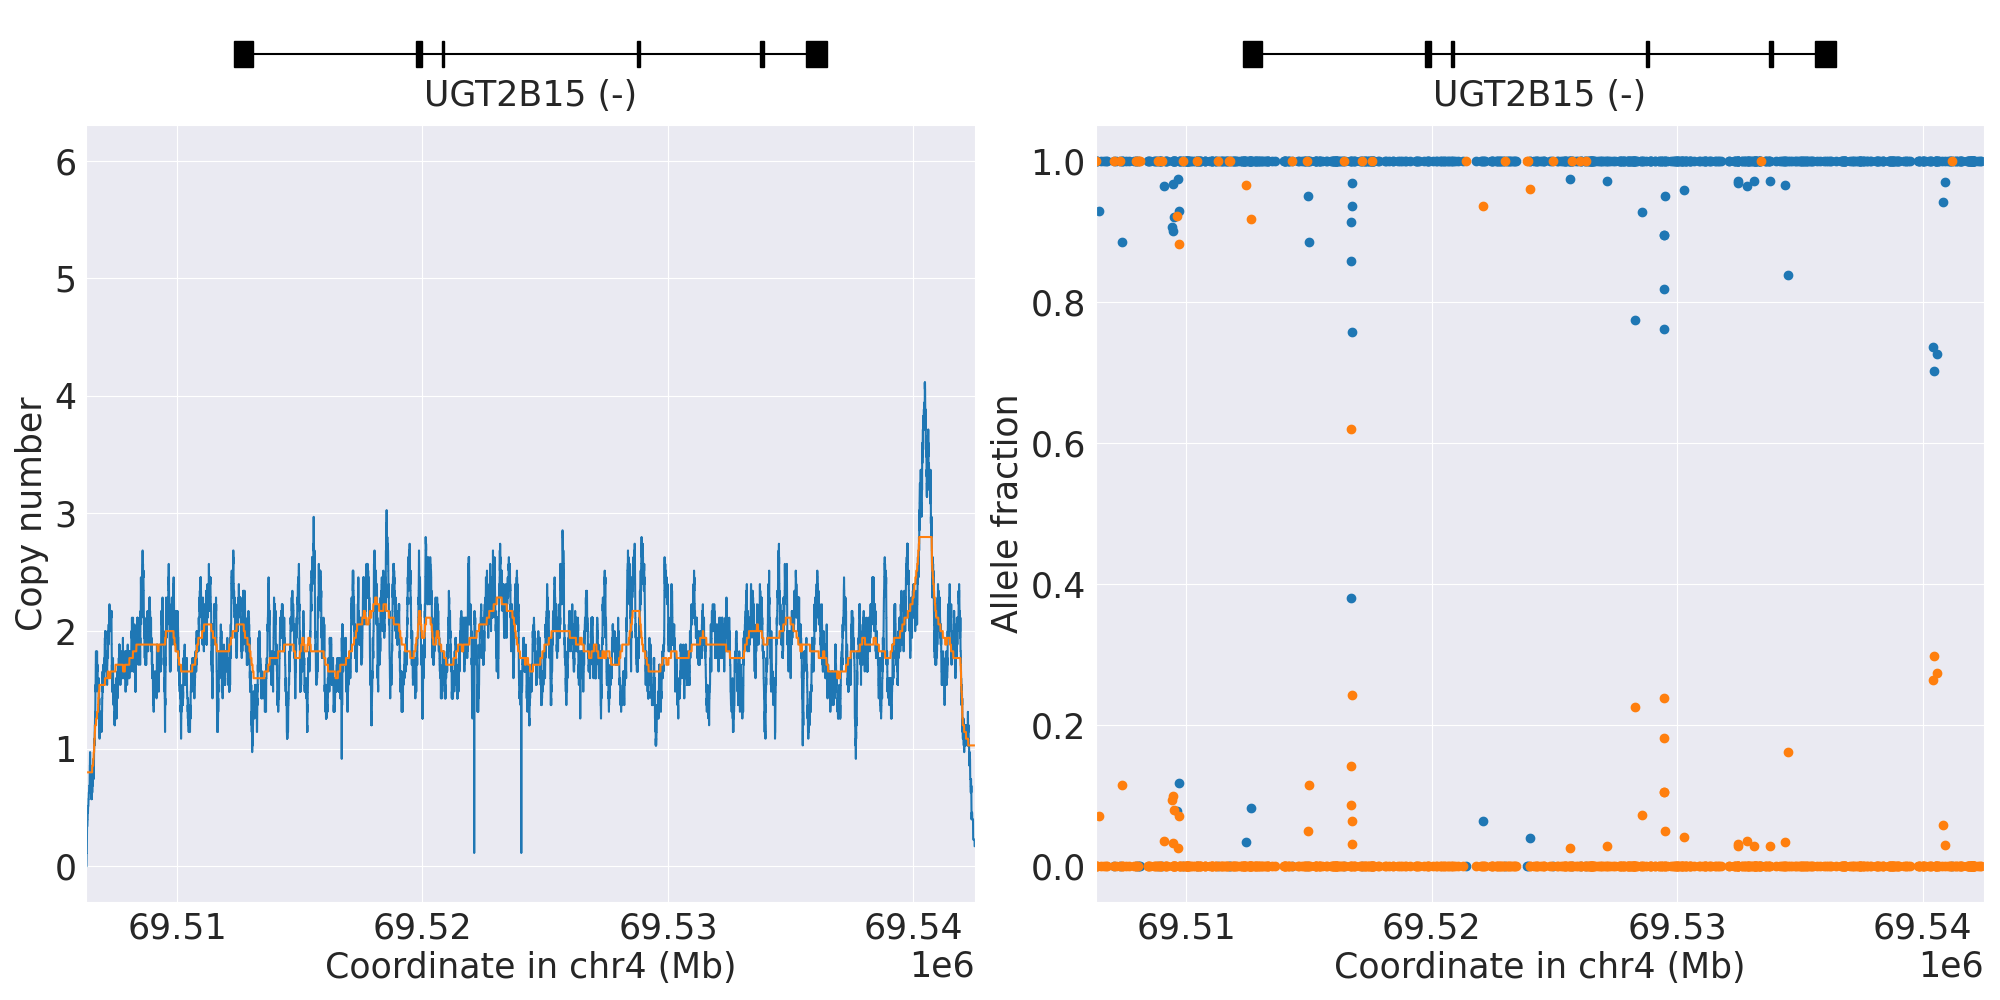 UGT2B15 (-)
6
5
4
3
2
1
0
Copy number
69.51 69.52 69.53 69.54
Coordinate in chr4 (Mb)
1e6
UGT2B15 (-)
1.0
0.8
0.6
0.4
0.2
0.0
Allele fraction
69.51 69.52 69.53 69.54
Coordinate in chr4 (Mb)
1e6